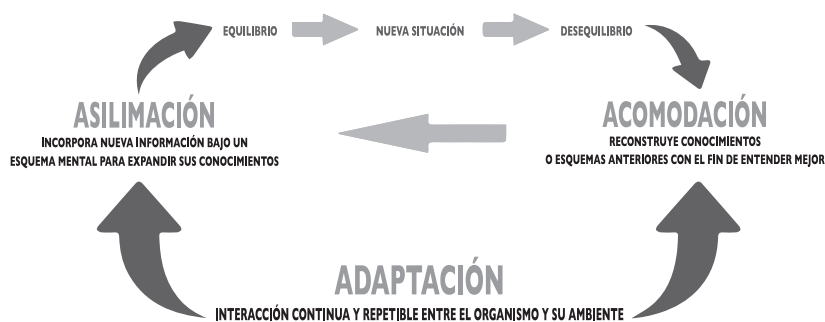 EQUILIBRIO
NUEVA SITUACIÓN
DESEQUILIBRIO
ASILIMACIÓN
INCORPORA NUEVA INFORMACIÓN BAJO UN
ESQUEMA MENTAL PARA EXPANDIR SUS CONOCIMIENTOS
ACOMODACIÓN
RECONSTRUYE CONOCIMIENTOS
O ESQUEMAS ANTERIORES CON EL FIN DE ENTENDER MEJOR
ADAPTACIÓN
INTERACCIÓN CONTINUA Y REPETIBLE ENTRE EL ORGANISMO Y SU AMBIENTE